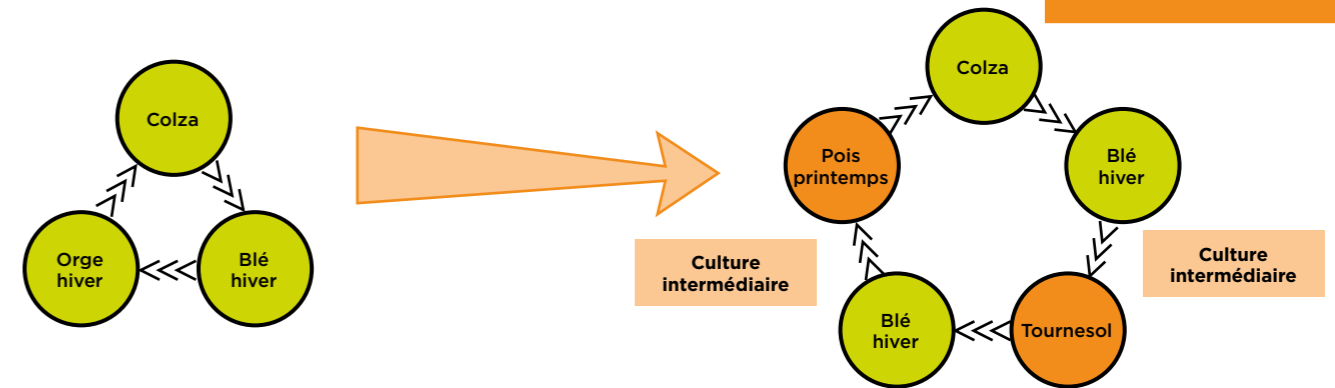 Colza
Orge
hiver
Blé
hiver
Colza
Pois
printemps
Blé
hiver
Culture
intermédiaire
Culture
intermédiaire
Blé
hiver
Tournesol